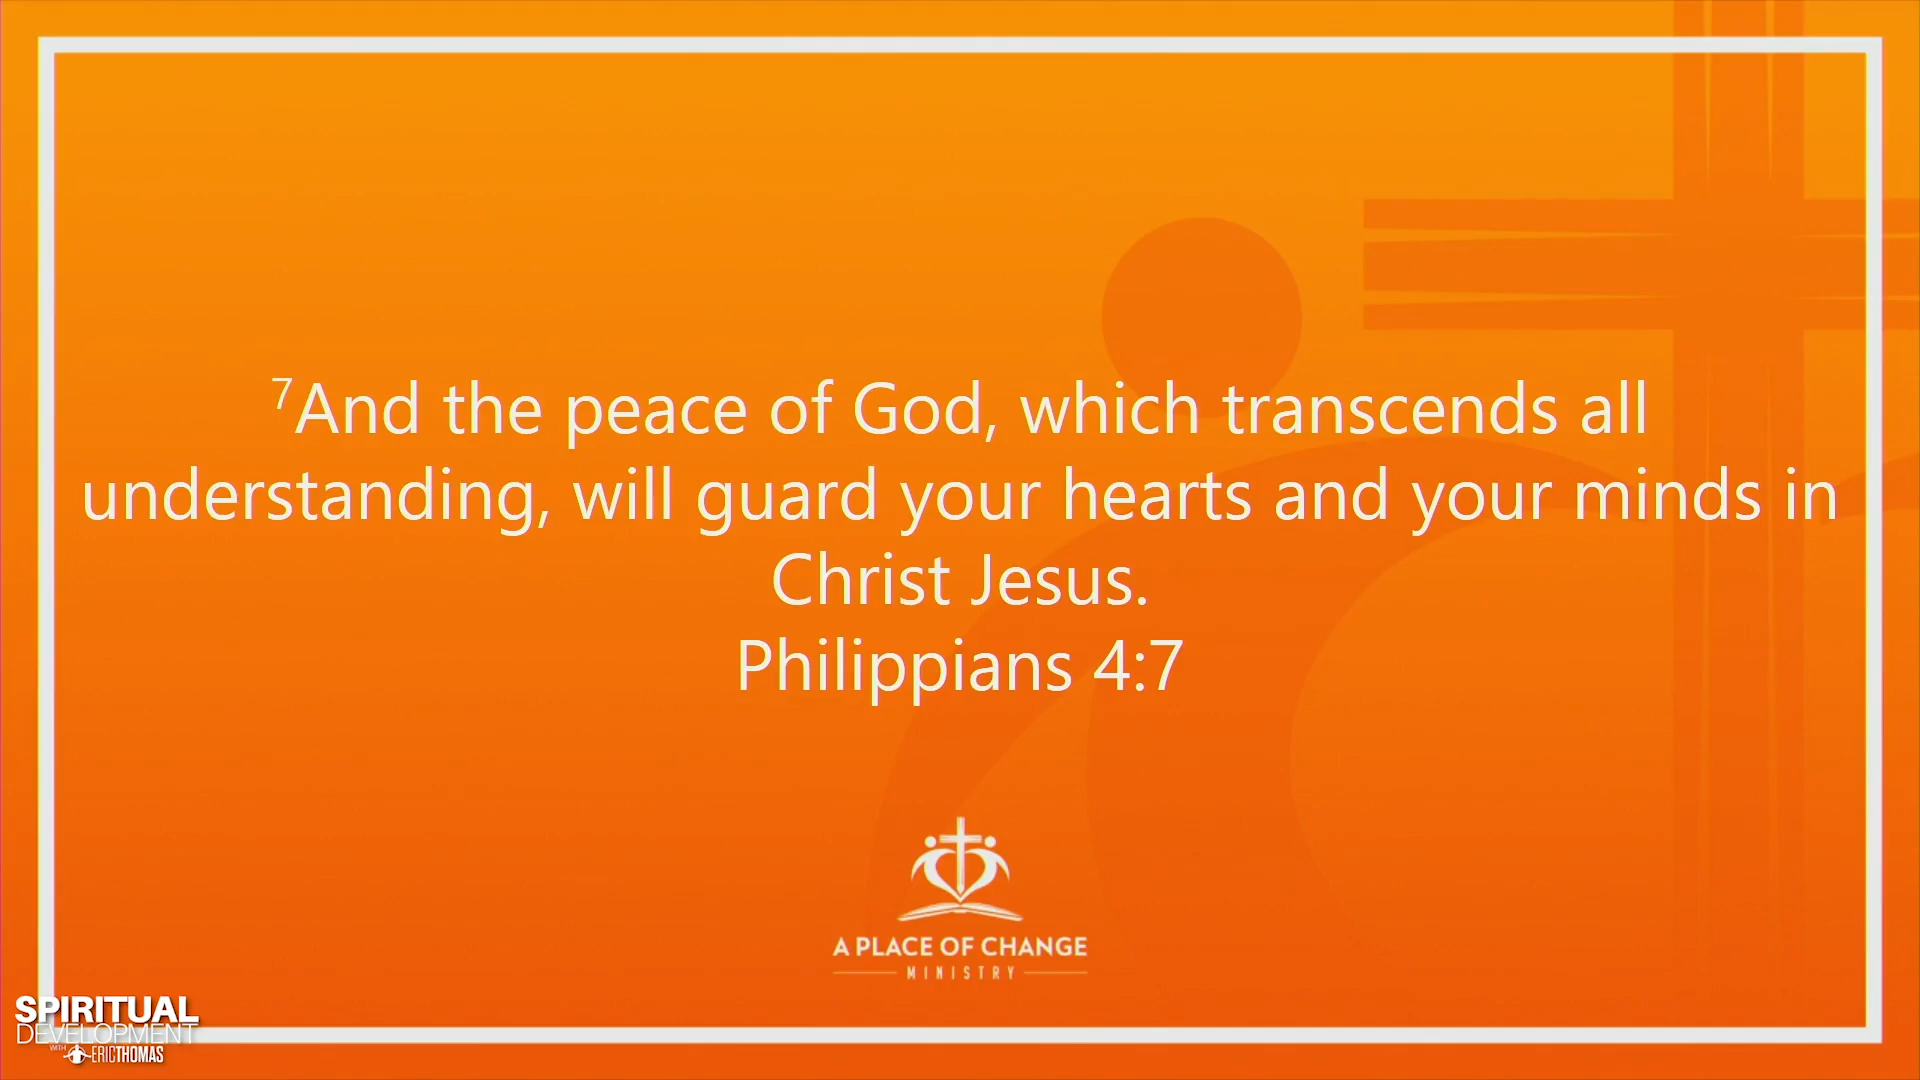 ⁷And the peace of God, which transcends all
understanding, will guard your hearts and your minds in
Christ Jesus.
Philippians 4:7
A PLACE OF CHANGE
MINISTRY
SPIRITUAL
DEVELOPMENT
WITH ERICTHOMAS